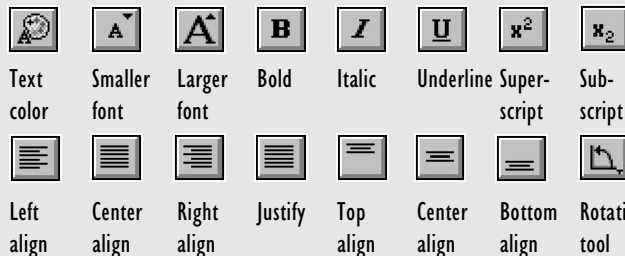 A A A B I U x² x₂
Text Smaller Larger Bold Italic Underline Super- Sub-
color font font script script
Left Center Right Justify Top Center Bottom Rotati
align align align align align align tool